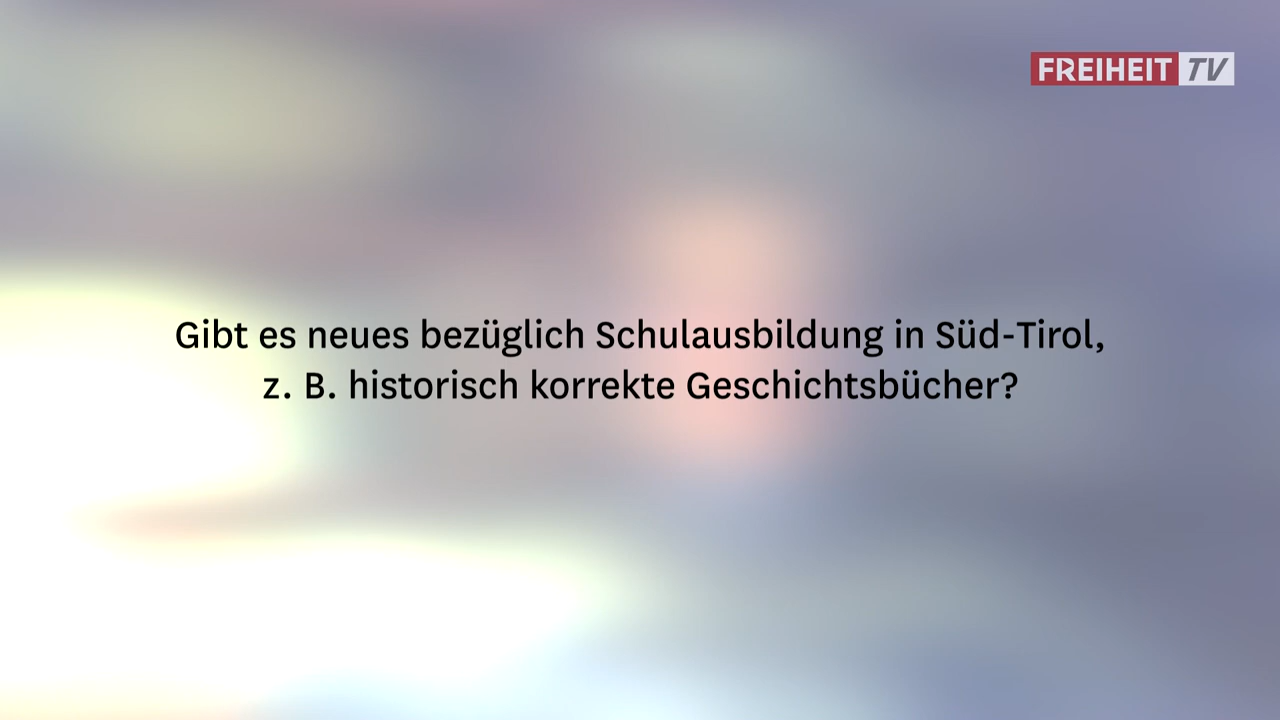 FREIHEIT TV
Gibt es neues bezüglich Schulausbildung in Süd-Tirol,
z. B. historisch korrekte Geschichtsbücher?